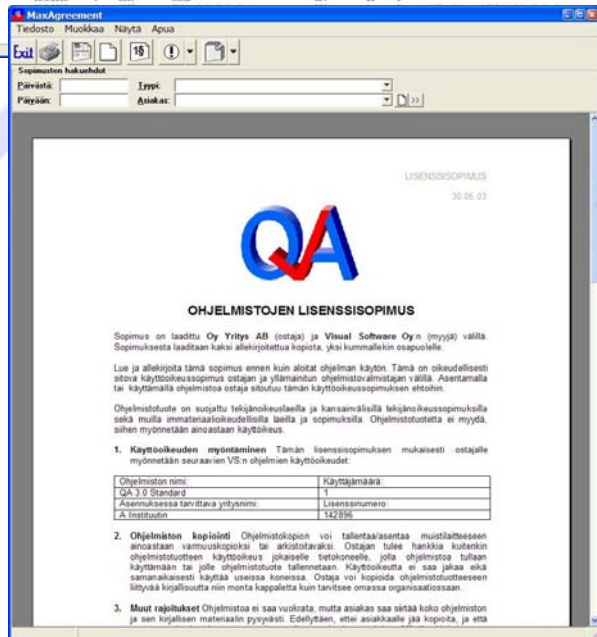 MaxAgreement
Tiedosto Muokkaa Näytä Apua
Exit 1§
Sopimusten hakuehdot
Päivästä: Tyyppi:
Päivään: Asiakas: >>
LISENSSISOPIMUS
30.06.03
QA
OHJELMISTOJEN LISENSSISOPIMUS
Sopimus on laadittu Oy Yritys AB (ostaja) ja Visual Software Oy:n (myyjä) välillä.
Sopimuksesta laaditaan kaksi allekirjoitettua kopiota, yksi kummallekin osapuolelle.
Lue ja allekirjoita tämä sopimus ennen kuin aloitat ohjelman käytön. Tämä on oikeudellisesti
sitova käyttöoikeussopimus ostajan ja yllämainitun ohjelmistovalmistajan välillä. Asentamalla
tai käyttämällä ohjelmistoa ostaja sitoutuu tämän käyttöoikeussopimuksen ehtoihin.
Ohjelmistotuote on suojattu tekijänoikeuslaeilla ja kansainvälisillä tekijänoikeussopimuksilla
sekä muilla immateriaalioikeudellisilla laeilla ja sopimuksilla. Ohjelmistotuotetta ei myydä,
siihen myönnetään ainoastaan käyttöoikeus.
1. Käyttöoikeuden myöntäminen Tämän lisenssisopimuksen mukaisesti ostajalle
myönnetään seuraavien VS:n ohjelmien käyttöoikeudet:
Ohjelmiston nimi: Käyttäjämäärä:
QA 3.0 Standard 1
Asennuksessa tarvittava yritysnimi: Lisenssinumero:
A Instituutin 142896
2. Ohjelmiston kopiointi Ohjelmistokopion voi tallentaa/asentaa muistilaitteeseen
ainoastaan varmuuskopioksi tai arkistoitavaksi. Ostajan tulee hankkia kuitenkin
ohjelmistotuotteen käyttöoikeus jokaiselle tietokoneelle, jolla ohjelmistoa tullaan
käyttämään tai jolle ohjelmistotuote tallennetaan. Käyttöoikeutta ei saa jakaa eikä
samanaikaisesti käyttää useissa koneissa. Ostaja voi kopioida ohjelmistotuotteeseen
liittyvää kirjallisuutta niin monta kappaletta kuin tarvitsee omassa organisaatiossaan.
3. Muut rajoitukset Ohjelmistoa ei saa vuokrata, mutta asiakas saa siirtää koko ohjelmiston
ja sen kirjallisen materiaalin pysyvästi. Edellyttäen, ettei asiakkaalle jää kopioita, ja että